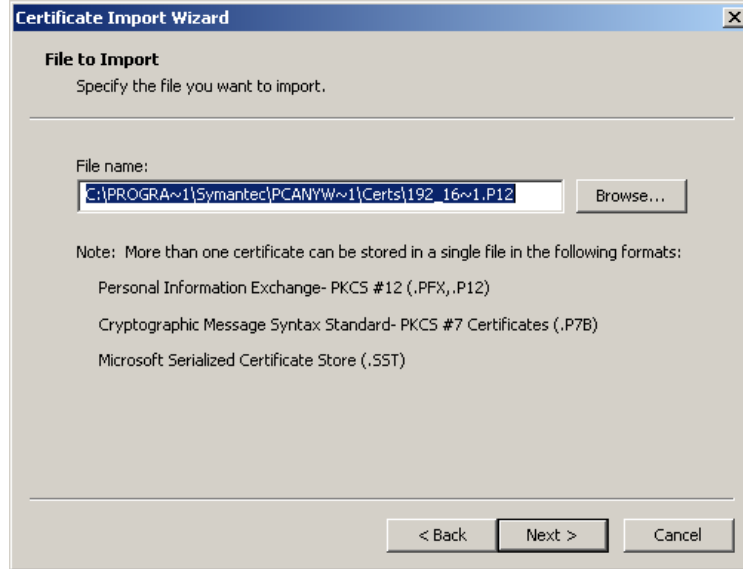 Certificate Import Wizard
File to Import
Specify the file you want to import.
File name:
C:\PROGRA~1\Symantec\PCANYW~1\Certs\192_16~1.P12
Browse...
Note:  More than one certificate can be stored in a single file in the following formats:
Personal Information Exchange- PKCS #12 (.PFX,.P12)
Cryptographic Message Syntax Standard- PKCS #7 Certificates (.P7B)
Microsoft Serialized Certificate Store (.SST)
< Back
Next >
Cancel